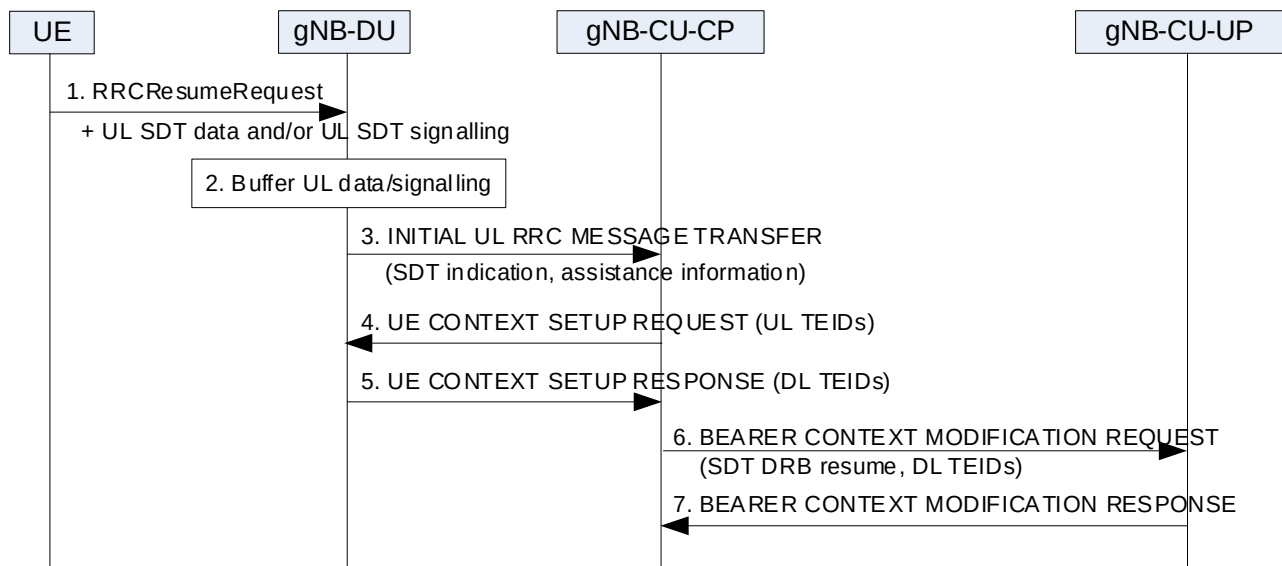 UE gNB-DU gNB-CU-CP gNB-CU-UP
1. RRCResumeRequest
+ UL SDT data and/or UL SDT signalling
2. Buffer UL data/signalling
3. INITIAL UL RRC MESSAGE TRANSFER
(SDT indication, assistance information)
4. UE CONTEXT SETUP REQUEST (UL TEIDs)
5. UE CONTEXT SETUP RESPONSE (DL TEIDs)
6. BEARER CONTEXT MODIFICATION REQUEST
(SDT DRB resume, DL TEIDs)
7. BEARER CONTEXT MODIFICATION RESPONSE